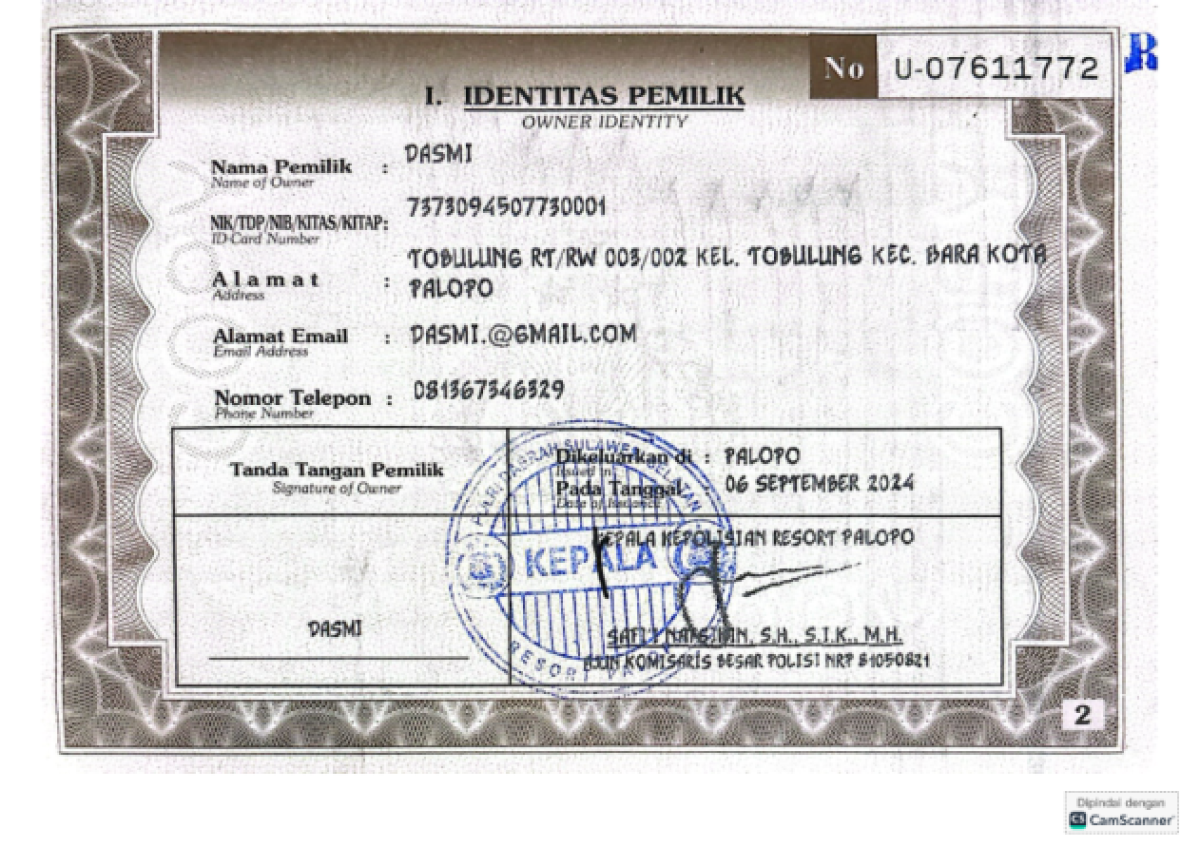 No U-07611772
R
I. IDENTITAS PEMILIK
OWNER IDENTITY
Nama Pemilik : DASMI
Name of Owner
NIK/TDP/NIB/KITAS/KITAP: 7373094507730001
ID Card Number
Alamat : TOBULUNG RT/RW 003/002 KEL. TOBULUNG KEC. BARA KOTA
Address PALOPO
Alamat Email : DASMI.@GMAIL.COM
Email Address
Nomor Telepon : 081367346329
Phone Number
COPY
Tanda Tangan Pemilik
Signature of Owner
Dikeluarkan di : PALOPO
Issued in
Pada Tanggal : 06 SEPTEMBER 2024
Date of Issuance
KEPALA KEPOLISIAN RESORT PALOPO
KEPALA
DASMI
S.H., S.I.K., M.H.
KOMISARIS BESAR POLISI NRP 81050821
RESORT
2
Dipindai dengan
CS CamScanner